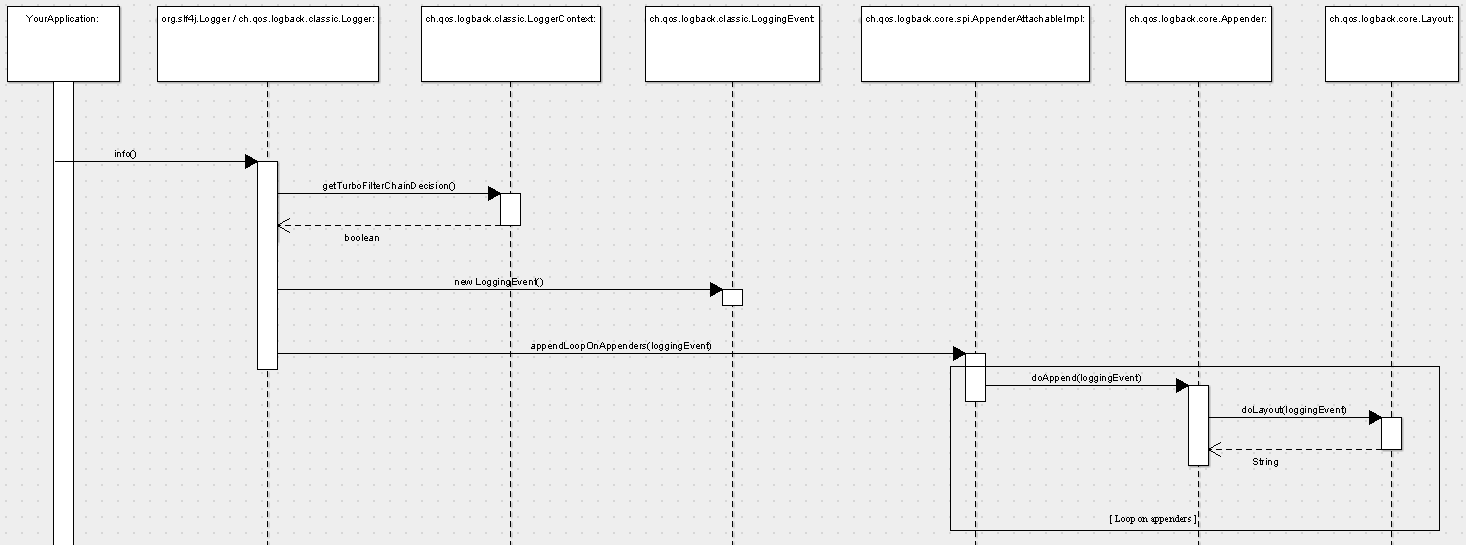 YourApplication:
org.slf4j.Logger / ch.qos.logback.classic.Logger:
ch.qos.logback.classic.LoggerContext:
ch.qos.logback.classic.LoggingEvent
ch.qos.logback.core.spi.AppenderAttachableImpl:
ch.qos.logback.core.Appender:
ch.qos.logback.core.Layout:
info()
getTurboFilterChainDecision()
boolean
new LoggingEvent()
appendLoopOnAppenders(loggingEvent)
doAppend(loggingEvent)
doLayout(loggingEvent)
String
[ Loop on appenders ]